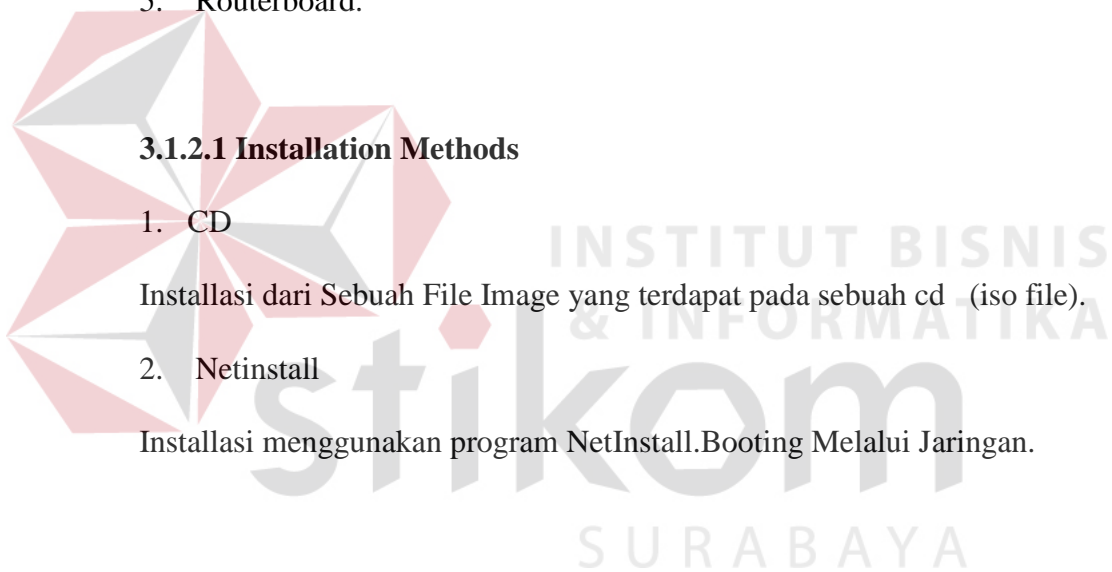 5. Routerboard.
3.1.2.1 Installation Methods
1. CD
INSTITUT BISNIS
Installasi dari Sebuah File Image yang terdapat pada sebuah cd (iso file).
& INFORMATIKA
2. Netinstall
stikom
Installasi menggunakan program NetInstall.Booting Melalui Jaringan.
SURABAYA